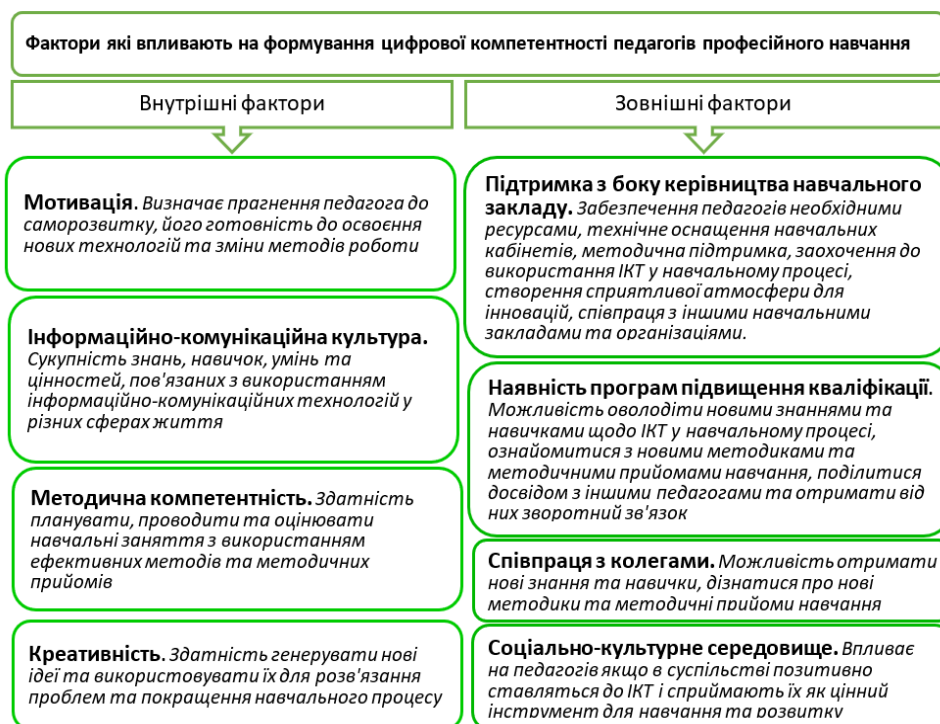 Фактори які впливають на формування цифрової компетентності педагогів професійного навчання
Внутрішні фактори
Мотивація. Визначає прагнення педагога до
саморозвитку, його готовність до освоєння
нових технологій та зміни методів роботи
Інформаційно-комунікаційна культура.
Сукупність знань, навичок, умінь та
цінностей, пов'язаних з використанням
інформаційно-комунікаційних технологій у
різних сферах життя
Методична компетентність. Здатність
планувати, проводити та оцінювати
навчальні заняття з використанням
ефективних методів та методичних
прийомів
Креативність. Здатність генерувати нові
ідеї та використовувати їх для розв'язання
проблем та покращення навчального процесу
Зовнішні фактори
Підтримка з боку керівництва навчального
закладу. Забезпечення педагогів необхідними
ресурсами, технічне оснащення навчальних
кабінетів, методична підтримка, заохочення до
використання ІКТ у навчальному процесі,
створення сприятливої атмосфери для
інновацій, співпраця з іншими навчальними
закладами та організаціями.
Наявність програм підвищення кваліфікації.
Можливість оволодіти новими знаннями та
навичками щодо ІКТ у навчальному процесі,
ознайомитися з новими методиками та
методичними прийомами навчання, поділитися
досвідом з іншими педагогами та отримати від
них зворотний зв'язок
Співпраця з колегами. Можливість отримати
нові знання та навички, дізнатися про нові
методики та методичні прийоми навчання
Соціально-культурне середовище. Впливає
на педагогів якщо в суспільстві позитивно
ставляться до ІКТ і сприймають їх як цінний
інструмент для навчання та розвитку